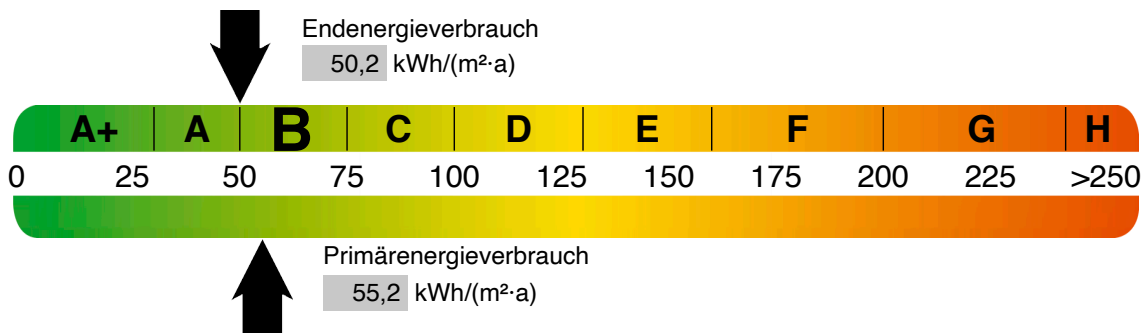 Endenergieverbrauch
50,2 kWh/(m²·a)
A+ A B C D E F G H
0 25 50 75 100 125 150 175 200 225 >250
Primärenergieverbrauch
55,2 kWh/(m²·a)